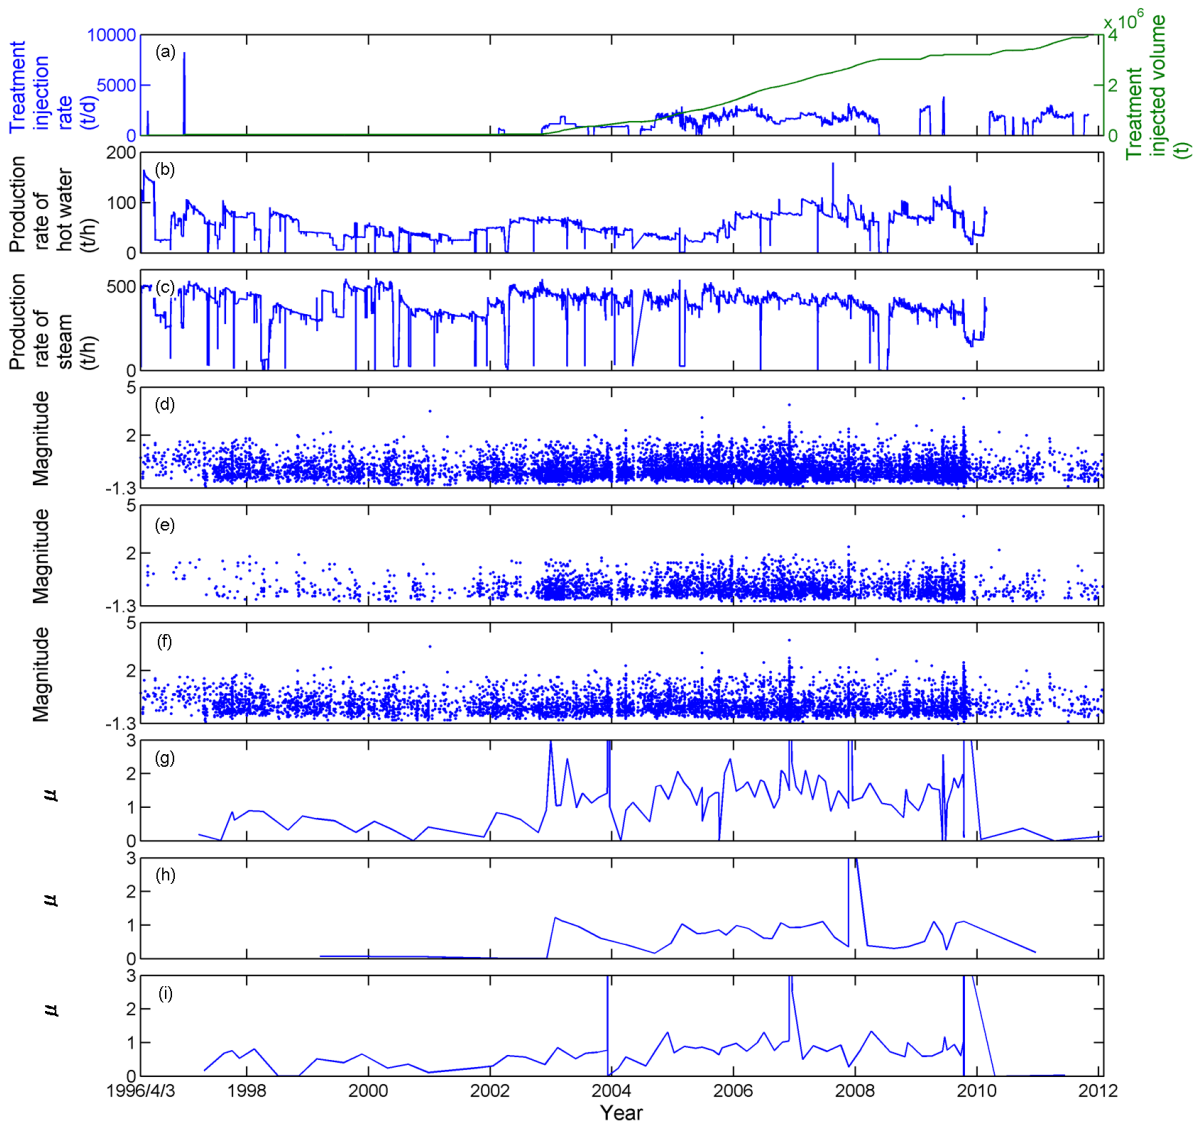 Treatment
injection
rate
(t/d)
10000
5000
0
(a)
x 10^6
4
2
0
Treatment
injected volume
(t)
Production
rate of
hot water
(t/h)
200
100
0
(b)
Production
rate of
steam
(t/h)
500
0
(c)
Magnitude
5
2
-1.3
(d)
Magnitude
5
2
-1.3
(e)
Magnitude
5
2
-1.3
(f)
μ
3
2
1
0
(g)
μ
3
2
1
0
(h)
μ
3
2
1
0
(i)
1996/4/3 1998 2000 2002 2004 2006 2008 2010 2012
Year